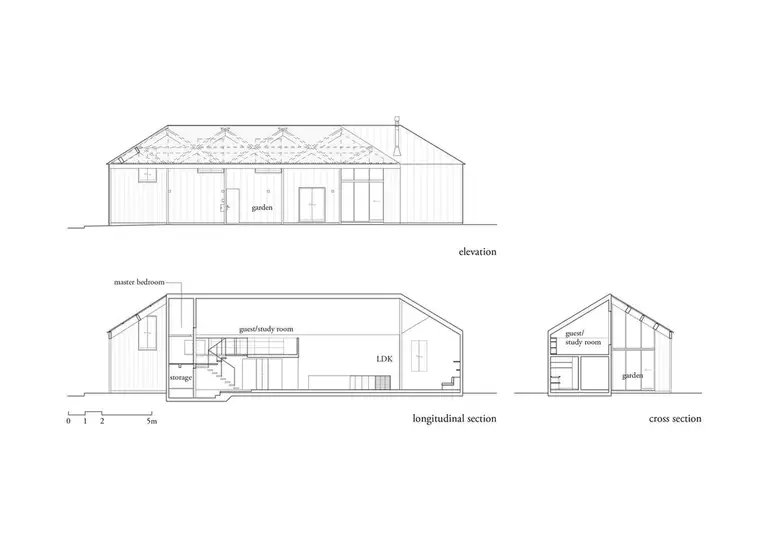 garden
elevation
master bedroom
guest/study room
LDK
storage
guest/
study room
garden
0 1 2 5m
longitudinal section
cross section